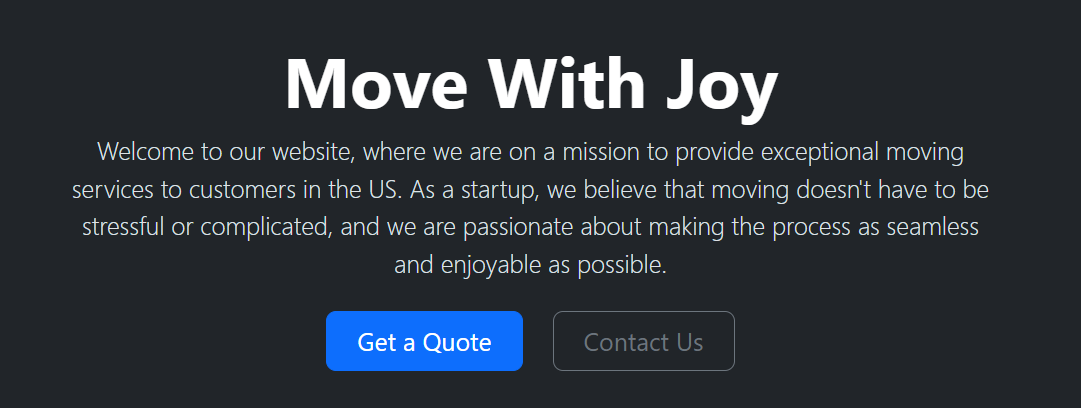 Move With Joy
Welcome to our website, where we are on a mission to provide exceptional moving
services to customers in the US. As a startup, we believe that moving doesn't have to be
stressful or complicated, and we are passionate about making the process as seamless
and enjoyable as possible.
Get a Quote
Contact Us